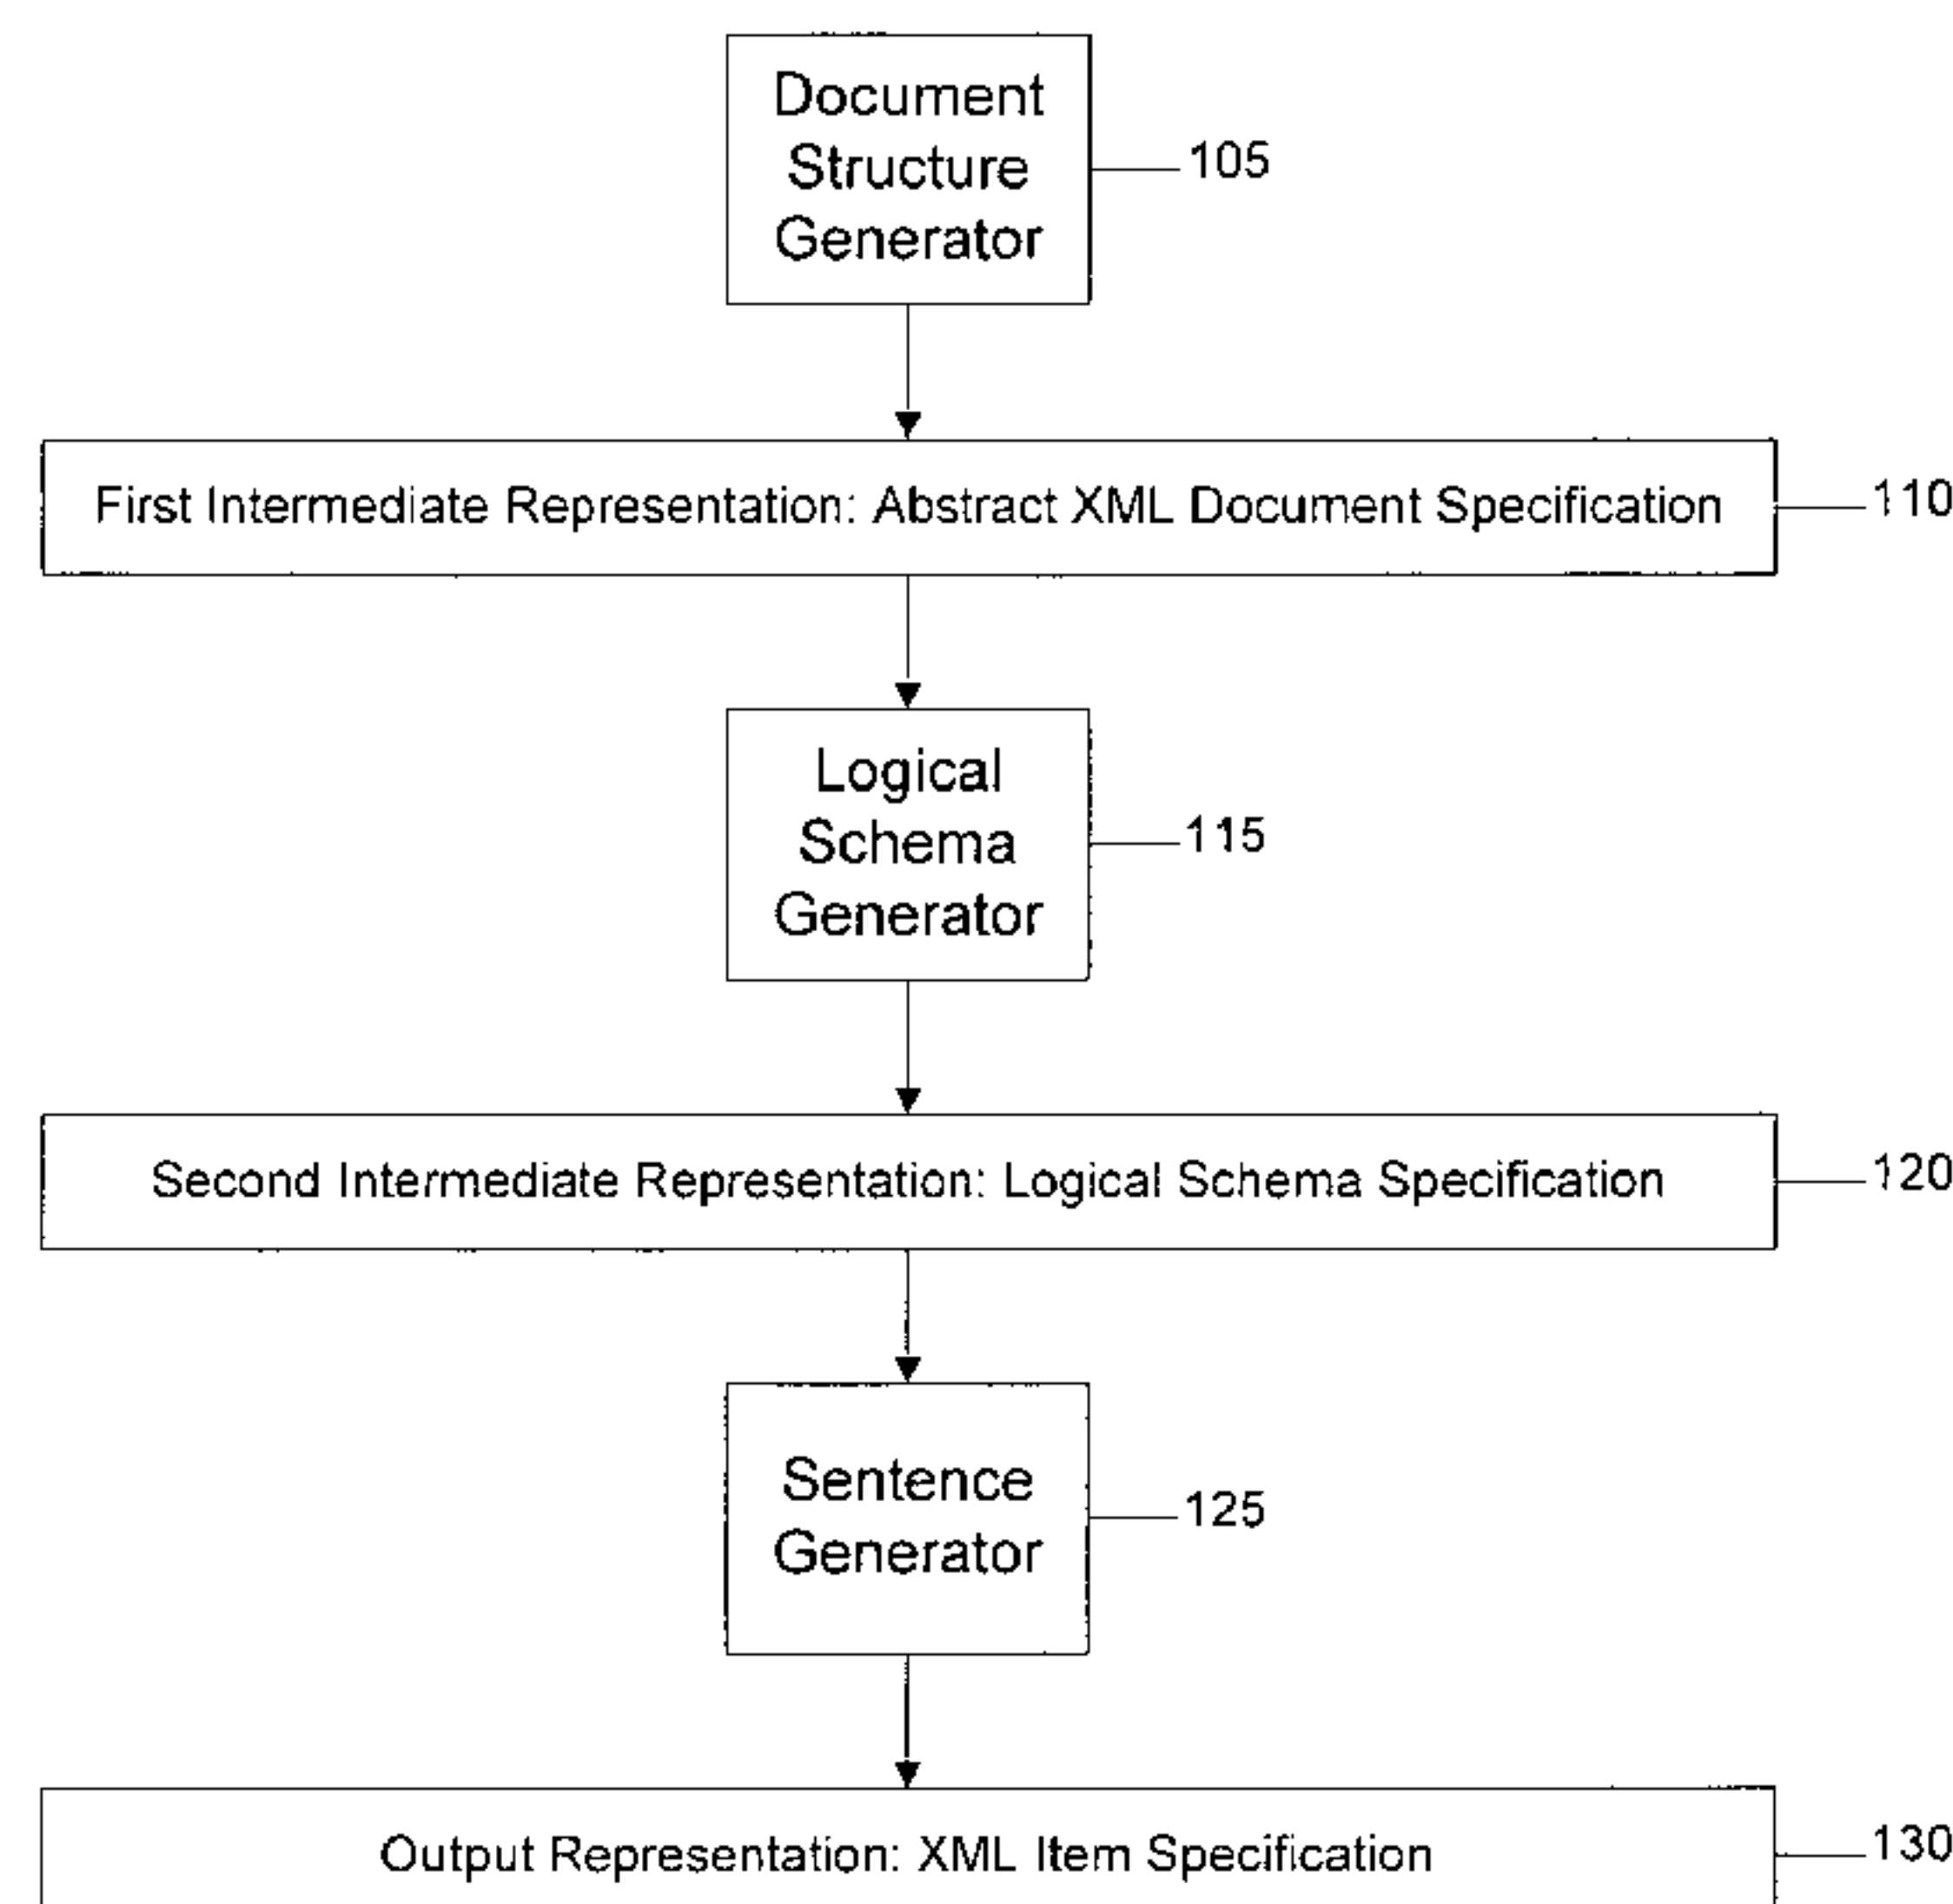 Document
Structure
Generator
105
First Intermediate Representation: Abstract XML Document Specification
110
Logical
Schema
Generator
115
Second Intermediate Representation: Logical Schema Specification
120
Sentence
Generator
125
Output Representation: XML Item Specification
130